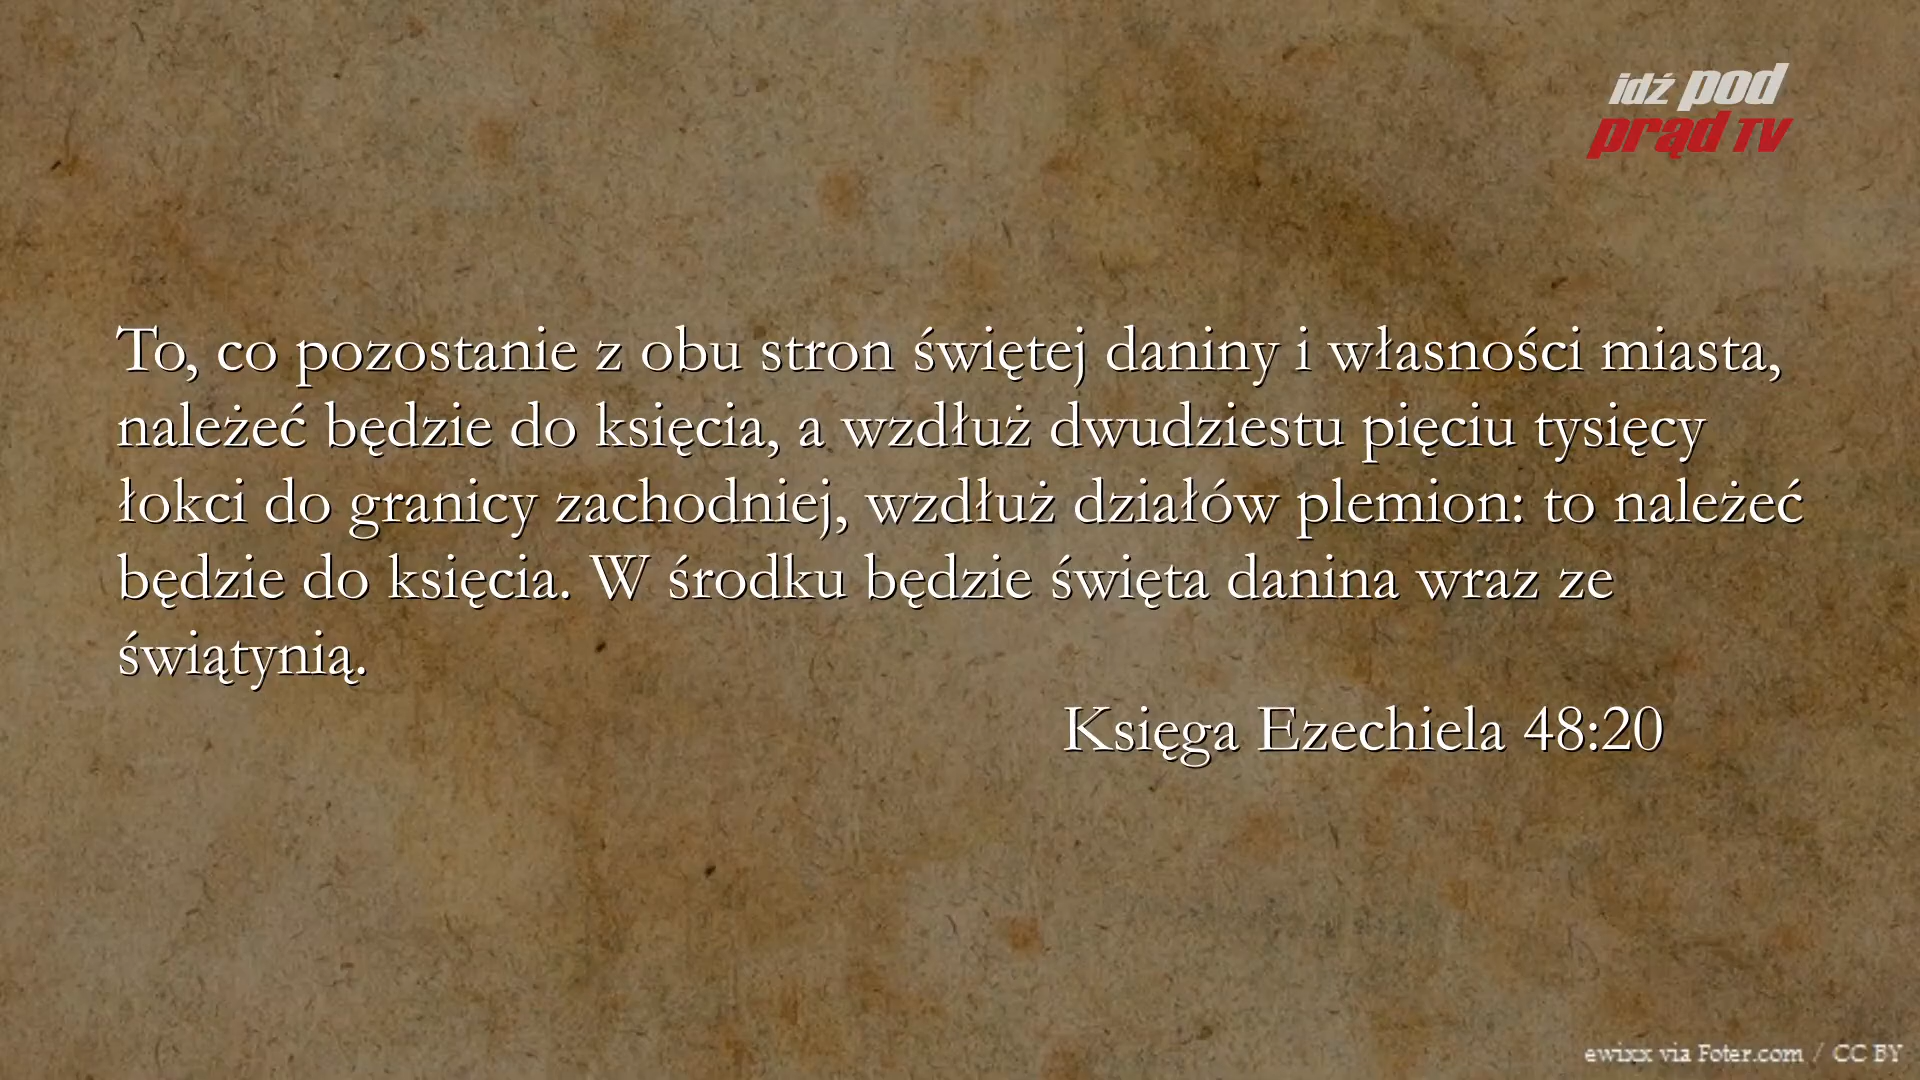 idź pod
prąd TV
To, co pozostanie z obu stron świętej daniny i własności miasta,
należeć będzie do księcia, a wzdłuż dwudziestu pięciu tysięcy
łokci do granicy zachodniej, wzdłuż działów plemion: to należeć
będzie do księcia. W środku będzie święta danina wraz ze
świątynią.
Księga Ezechiela 48:20
ewixx via Foter.com / CC BY